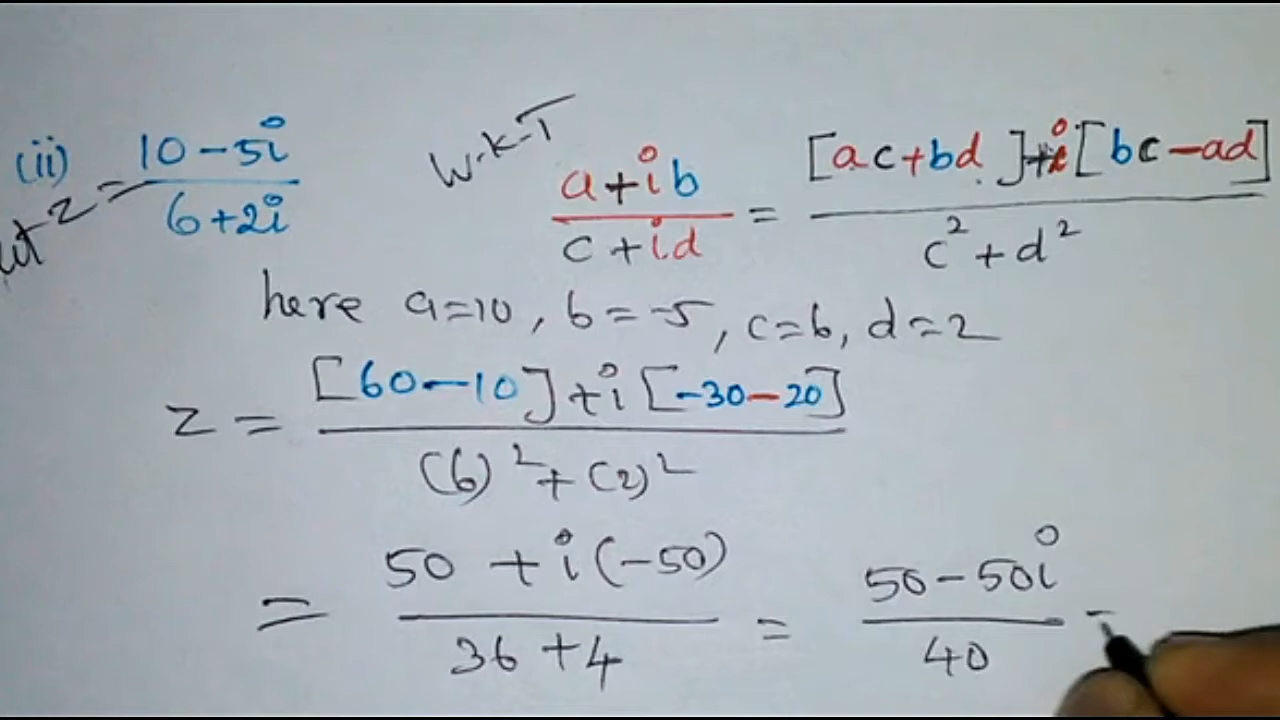 (ii) let z = (10-5i)/(6+2i) W.K.T (a+ib)/(c+id) = ([ac+bd]+i[bc-ad])/(c²+d²)
here a=10, b=-5, c=6, d=2
z = ([60-10]+i[-30-20])/((6)²+(2)²)
= (50+i(-50))/(36+4) = (50-50i)/40